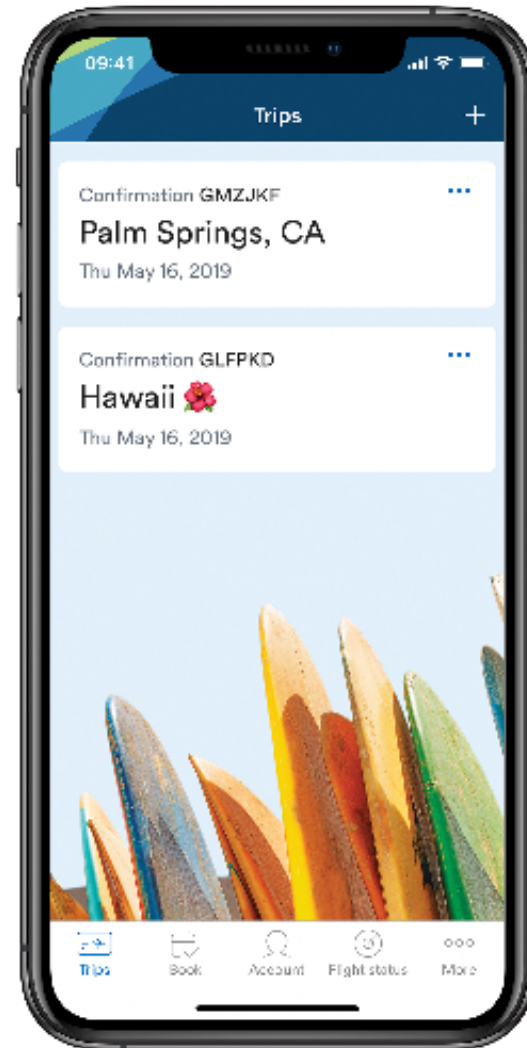 09:41
Trips
Confirmation GMZJKF
Palm Springs, CA
Thu May 16, 2019
Confirmation GLFPKD
Hawaii 🌺
Thu May 16, 2019
Trips Book Account Flight status More